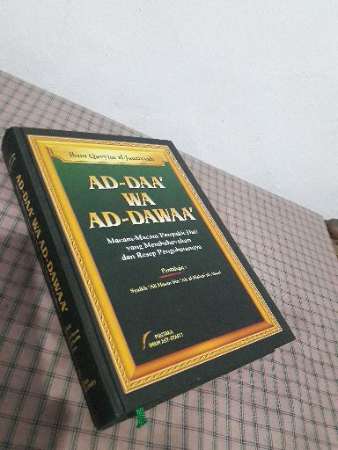 Ibnu Qayyim al-Jauziyyah
AD-DAA'
WA
AD-DAWAA'
Macam-Macam Penyakit Hati
yang Membahayakan
dan Resep Pengobatannya
Pentahqiq:
Syaikh 'Ali Hasan bin 'Ali al-Halabi al-Atsari
PUSTAKA
IMAM ASY-SYAFI'I
AD-DAA' WA AD-DAWAA'